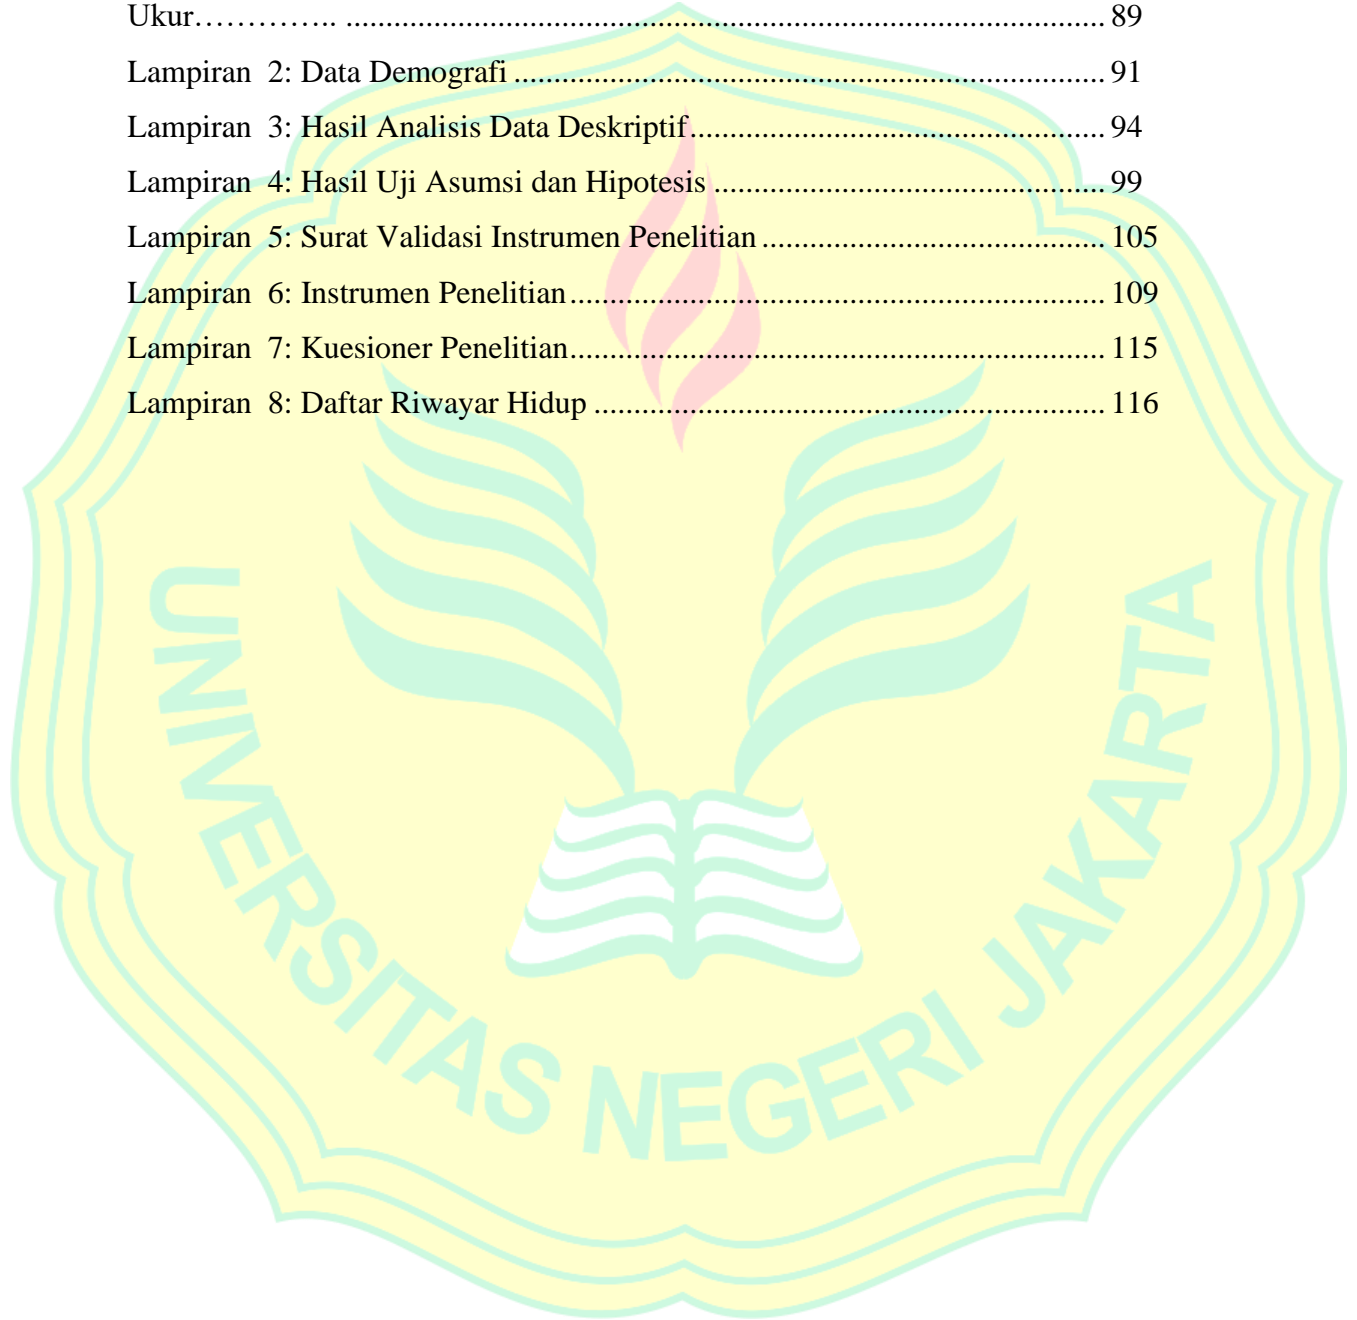 Ukur………….. ................................................................................................ 89
Lampiran  2: Data Demografi ........................................................................... 91
Lampiran  3: Hasil Analisis Data Deskriptif..................................................... 94
Lampiran  4: Hasil Uji Asumsi dan Hipotesis .................................................. 99
Lampiran  5: Surat Validasi Instrumen Penelitian ............................................ 105
Lampiran  6: Instrumen Penelitian.................................................................... 109
Lampiran  7: Kuesioner Penelitian.................................................................... 115
Lampiran  8: Daftar Riwayar Hidup ................................................................. 116
UNIVERSITAS NEGERI JAKARTA